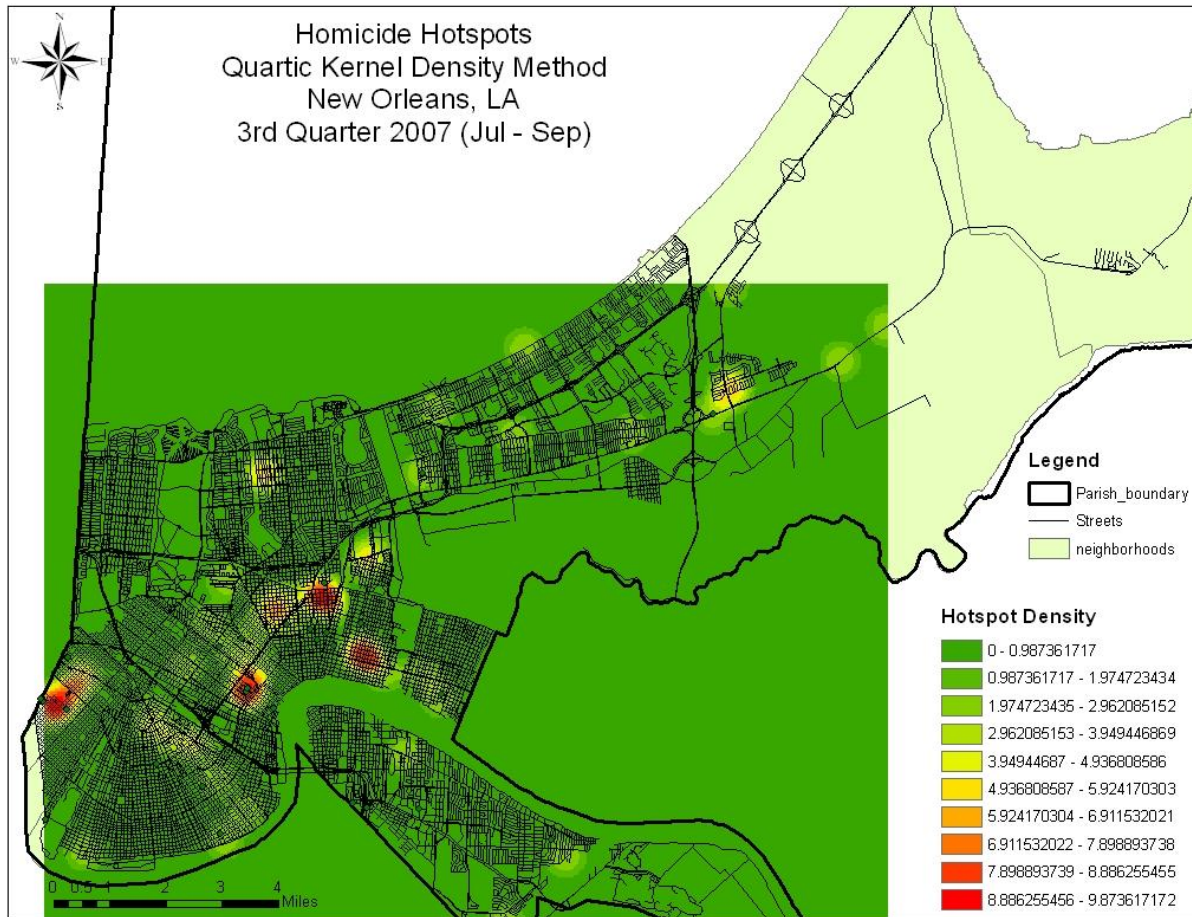 Homicide Hotspots
Quartic Kernel Density Method
New Orleans, LA
3rd Quarter 2007 (Jul - Sep)
N
W
E
S
Legend
Parish_boundary
Streets
neighborhoods
Hotspot Density
0 - 0.987361717
0.987361717 - 1.974723434
1.974723435 - 2.962085152
2.962085153 - 3.949446869
3.94944687 - 4.936808586
4.936808587 - 5.924170303
5.924170304 - 6.911532021
6.911532022 - 7.898893738
7.898893739 - 8.886255455
8.886255456 - 9.873617172
0 0.5 1 2 3 4
Miles